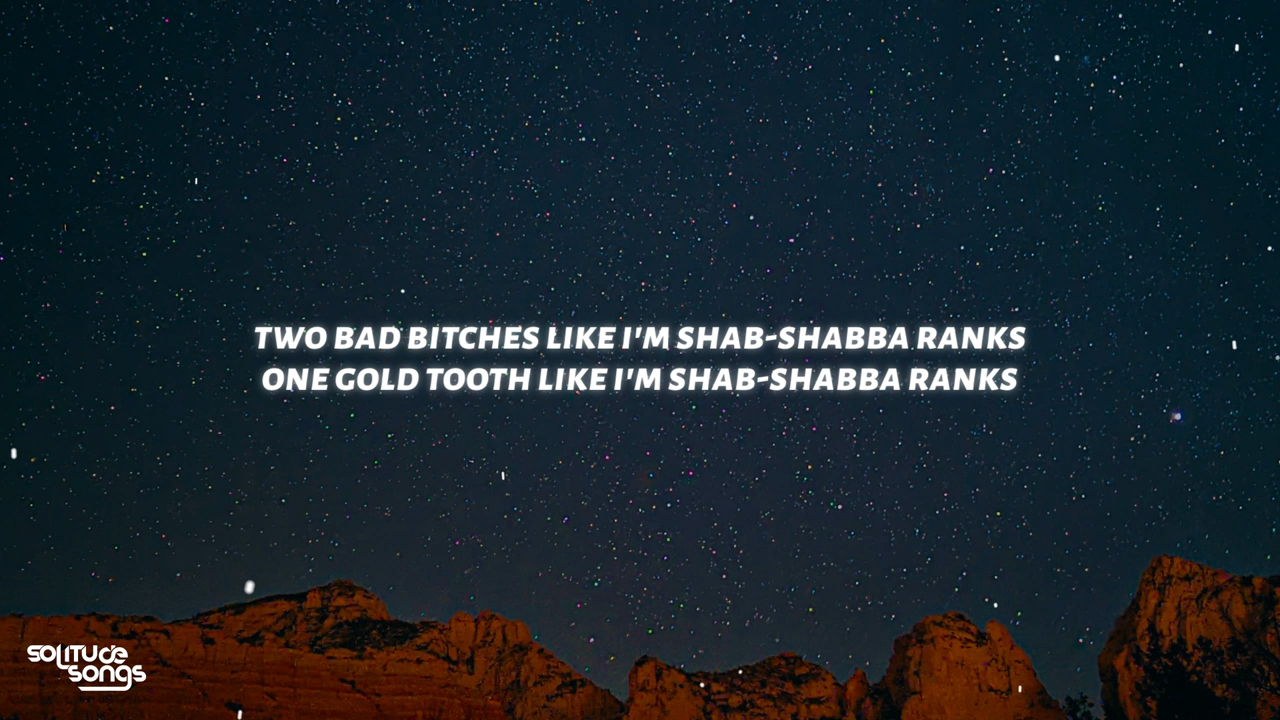 TWO BAD BITCHES LIKE I'M SHAB-SHABBA RANKS
ONE GOLD TOOTH LIKE I'M SHAB-SHABBA RANKS
solitude
songs